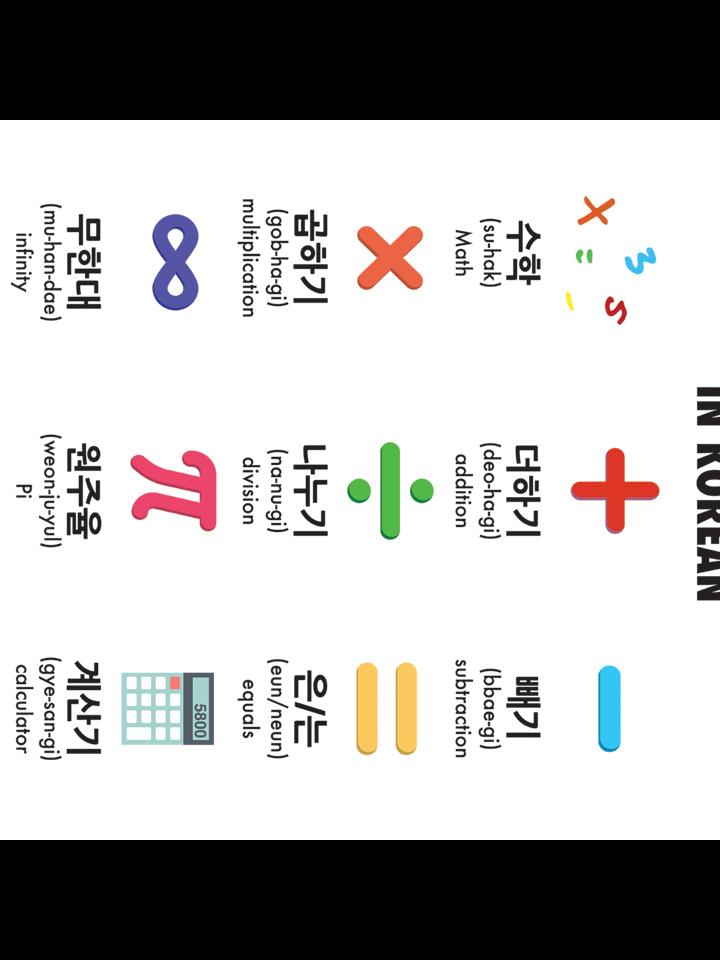 IN KOREAN
수학
(su-hak)
Math
더하기
(deo-ha-gi)
addition
빼기
(bbae-gi)
subtraction
곱하기
(gob-ha-gi)
multiplication
나누기
(na-nu-gi)
division
은/는
(eun/neun)
equals
무한대
(mu-han-dae)
infinity
원주율
(weon-ju-yul)
Pi
5800
계산기
(gye-san-gi)
calculator